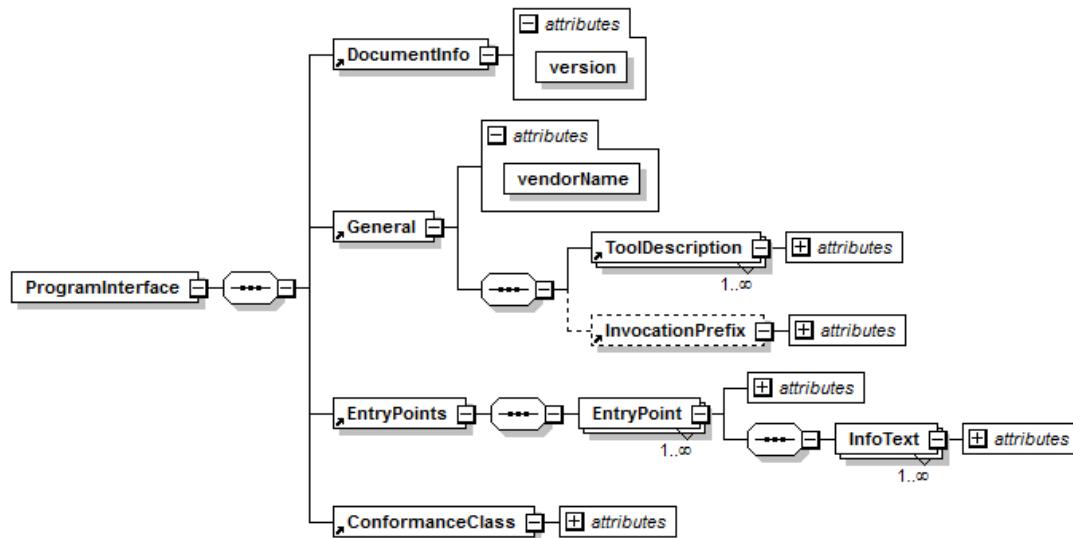 DocumentInfo
attributes
version
General
attributes
vendorName
ToolDescription
1..∞
attributes
InvocationPrefix
attributes
ProgramInterface
EntryPoints
EntryPoint
1..∞
attributes
InfoText
1..∞
attributes
ConformanceClass
attributes